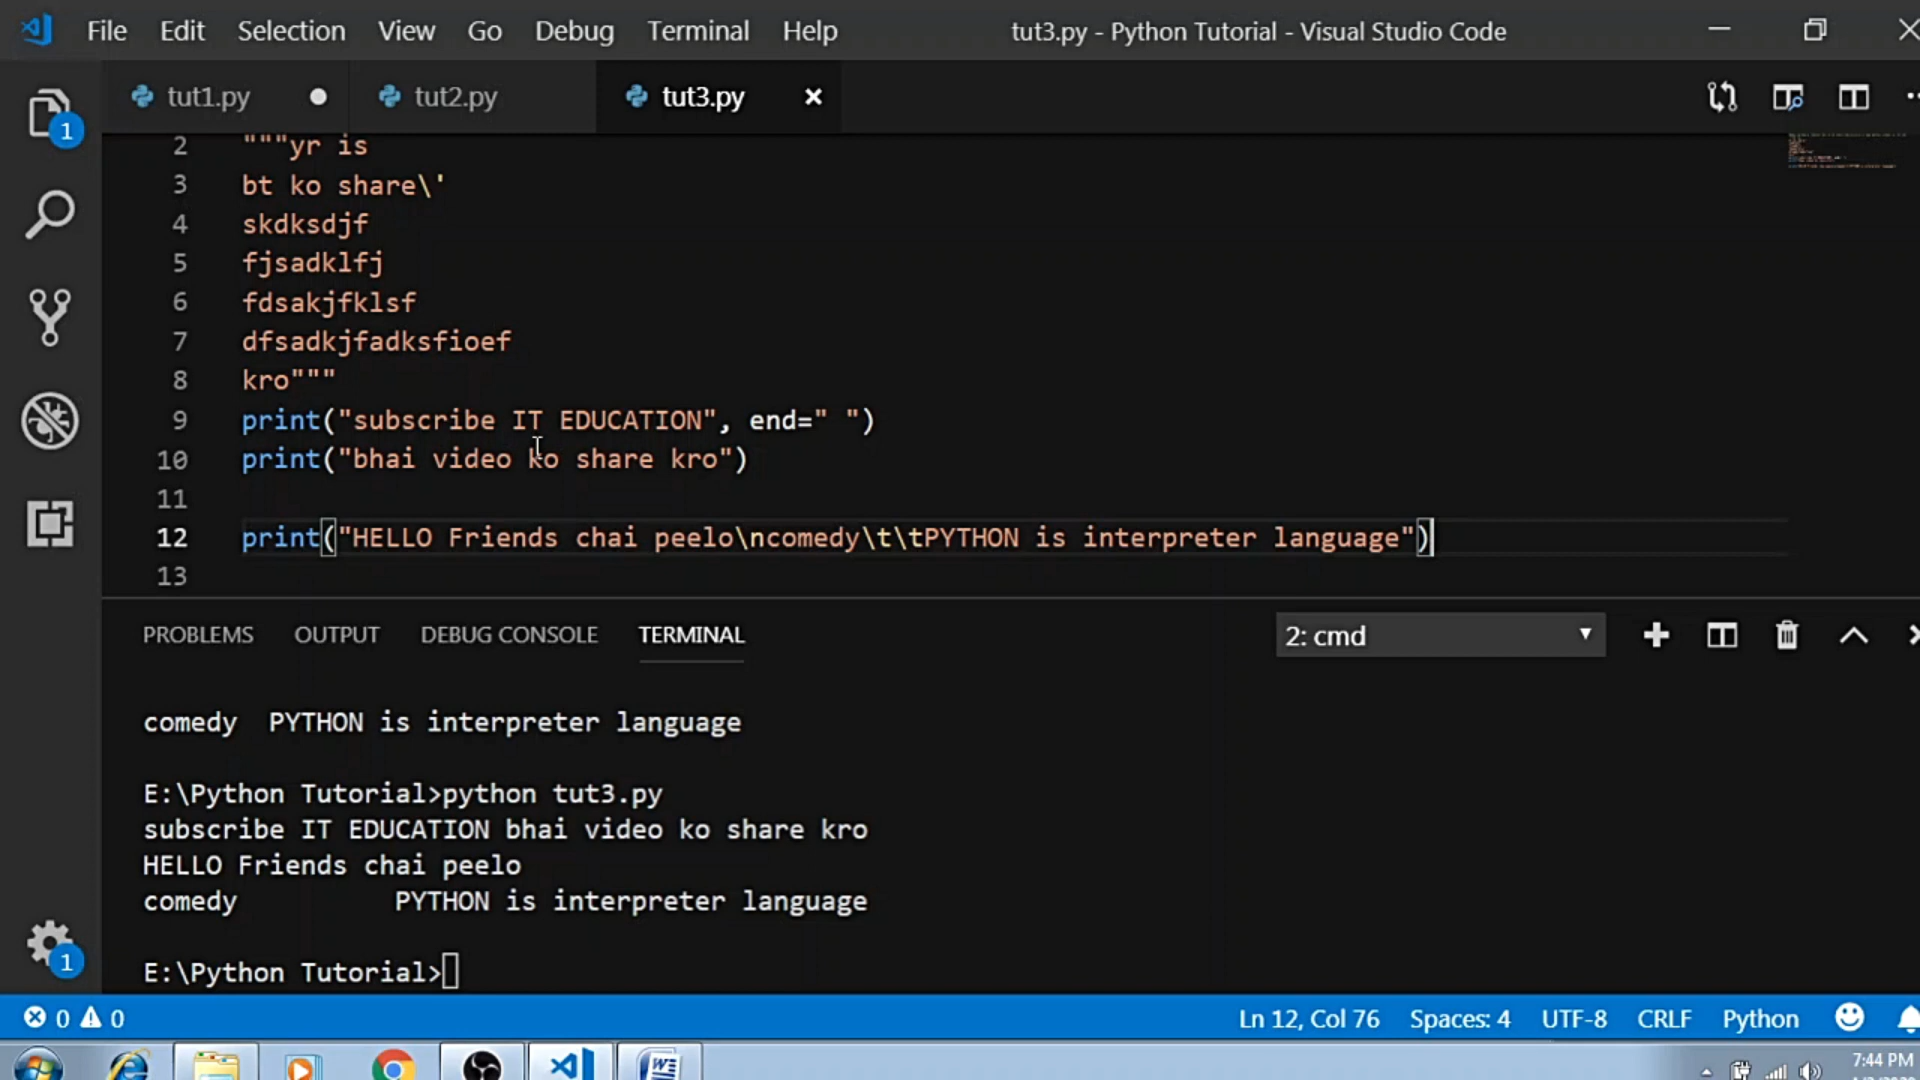 File Edit Selection View Go Debug Terminal Help tut3.py - Python Tutorial - Visual Studio Code
tut1.py tut2.py tut3.py
2 """yr is
3 bt ko share\'
4 skdksdjf
5 fjsadklfj
6 fdsakjfklsf
7 dfsadkjfadksfioef
8 kro"""
9 print("subscribe IT EDUCATION", end=" ")
10 print("bhai video ko share kro")
11
12 print("HELLO Friends chai peelo\ncomedy\t\tPYTHON is interpreter language")
13
PROBLEMS OUTPUT DEBUG CONSOLE TERMINAL 2: cmd
comedy  PYTHON is interpreter language
E:\Python Tutorial>python tut3.py
subscribe IT EDUCATION bhai video ko share kro
HELLO Friends chai peelo
comedy          PYTHON is interpreter language
E:\Python Tutorial>
1
1
0 0 Ln 12, Col 76 Spaces: 4 UTF-8 CRLF Python
7:44 PM